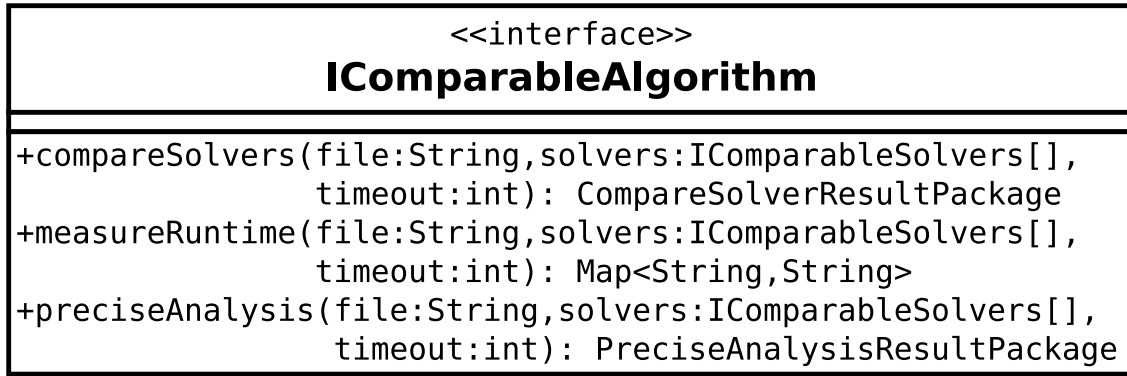 <<interface>>
IComparableAlgorithm
+compareSolvers(file:String,solvers:IComparableSolvers[],
timeout:int): CompareSolverResultPackage
+measureRuntime(file:String,solvers:IComparableSolvers[],
timeout:int): Map<String,String>
+preciseAnalysis(file:String,solvers:IComparableSolvers[],
timeout:int): PreciseAnalysisResultPackage